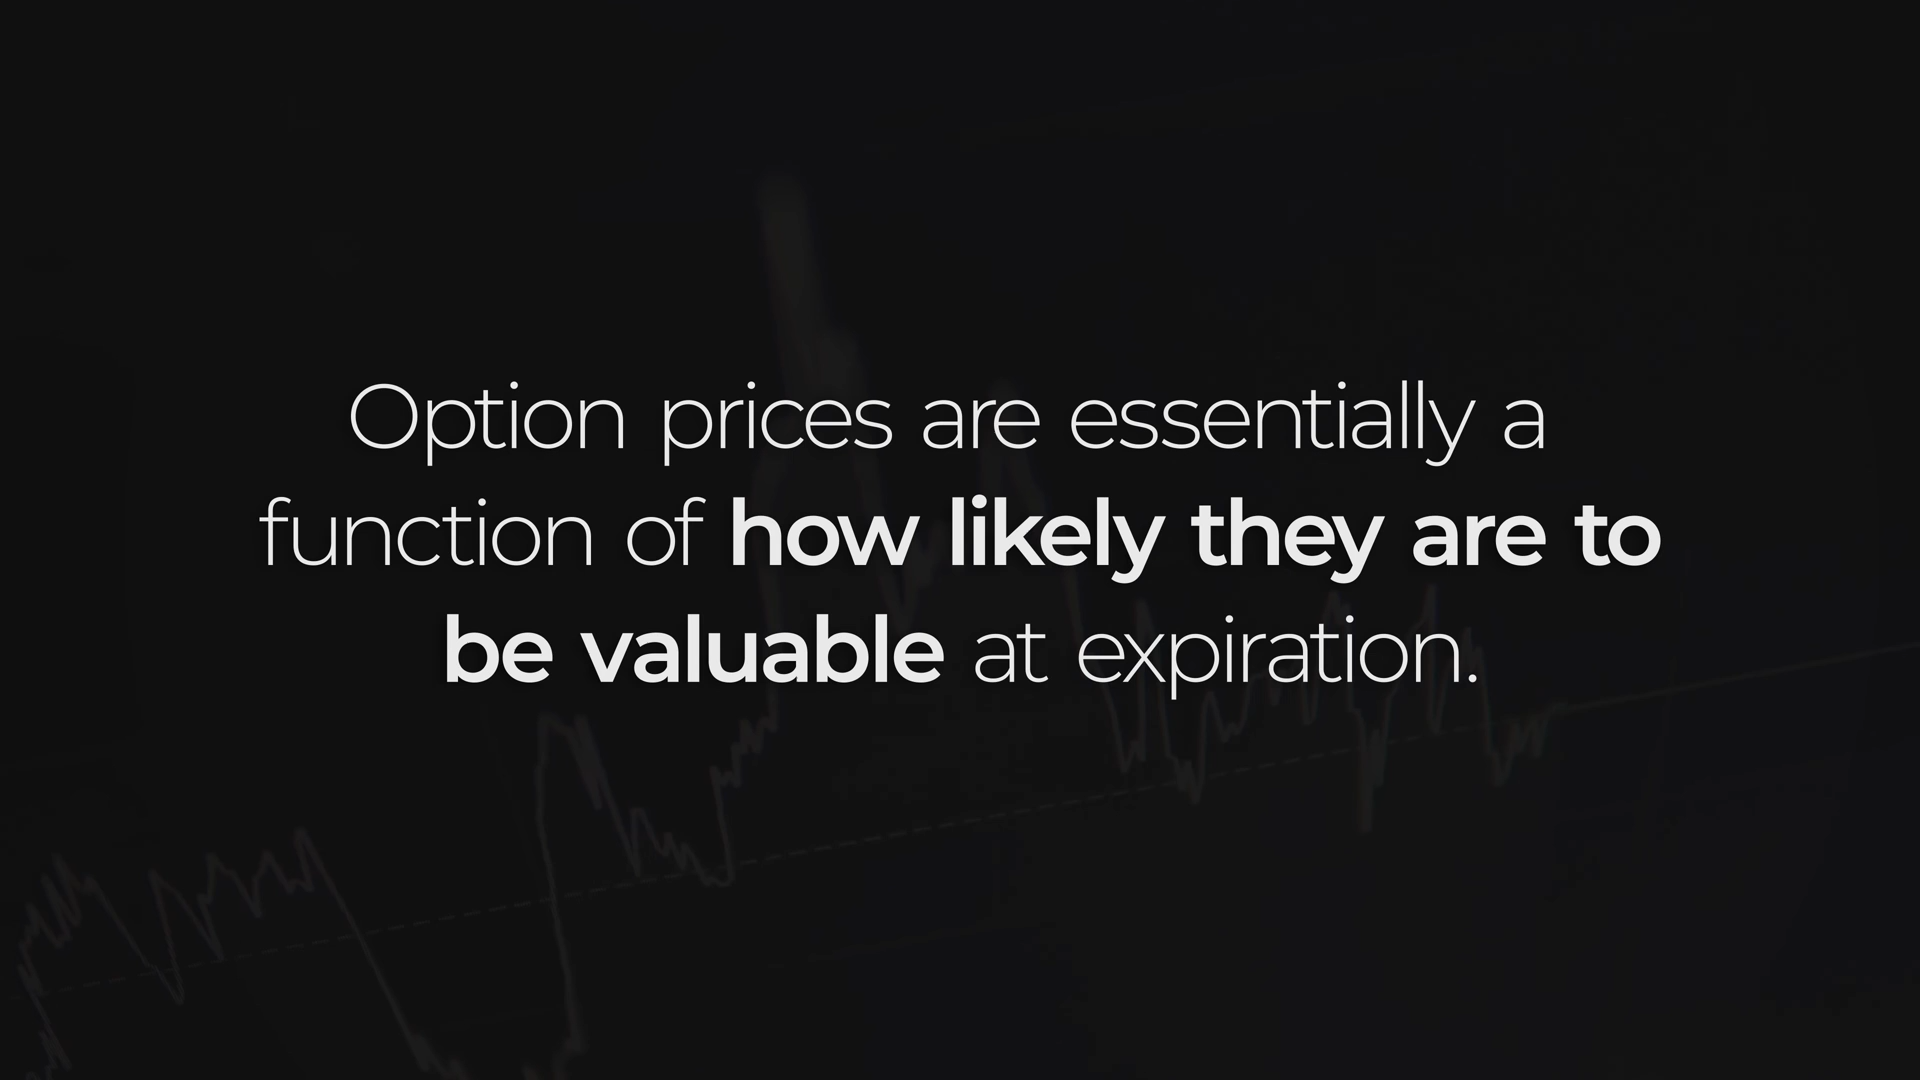 Option prices are essentially a
function of how likely they are to
be valuable at expiration.